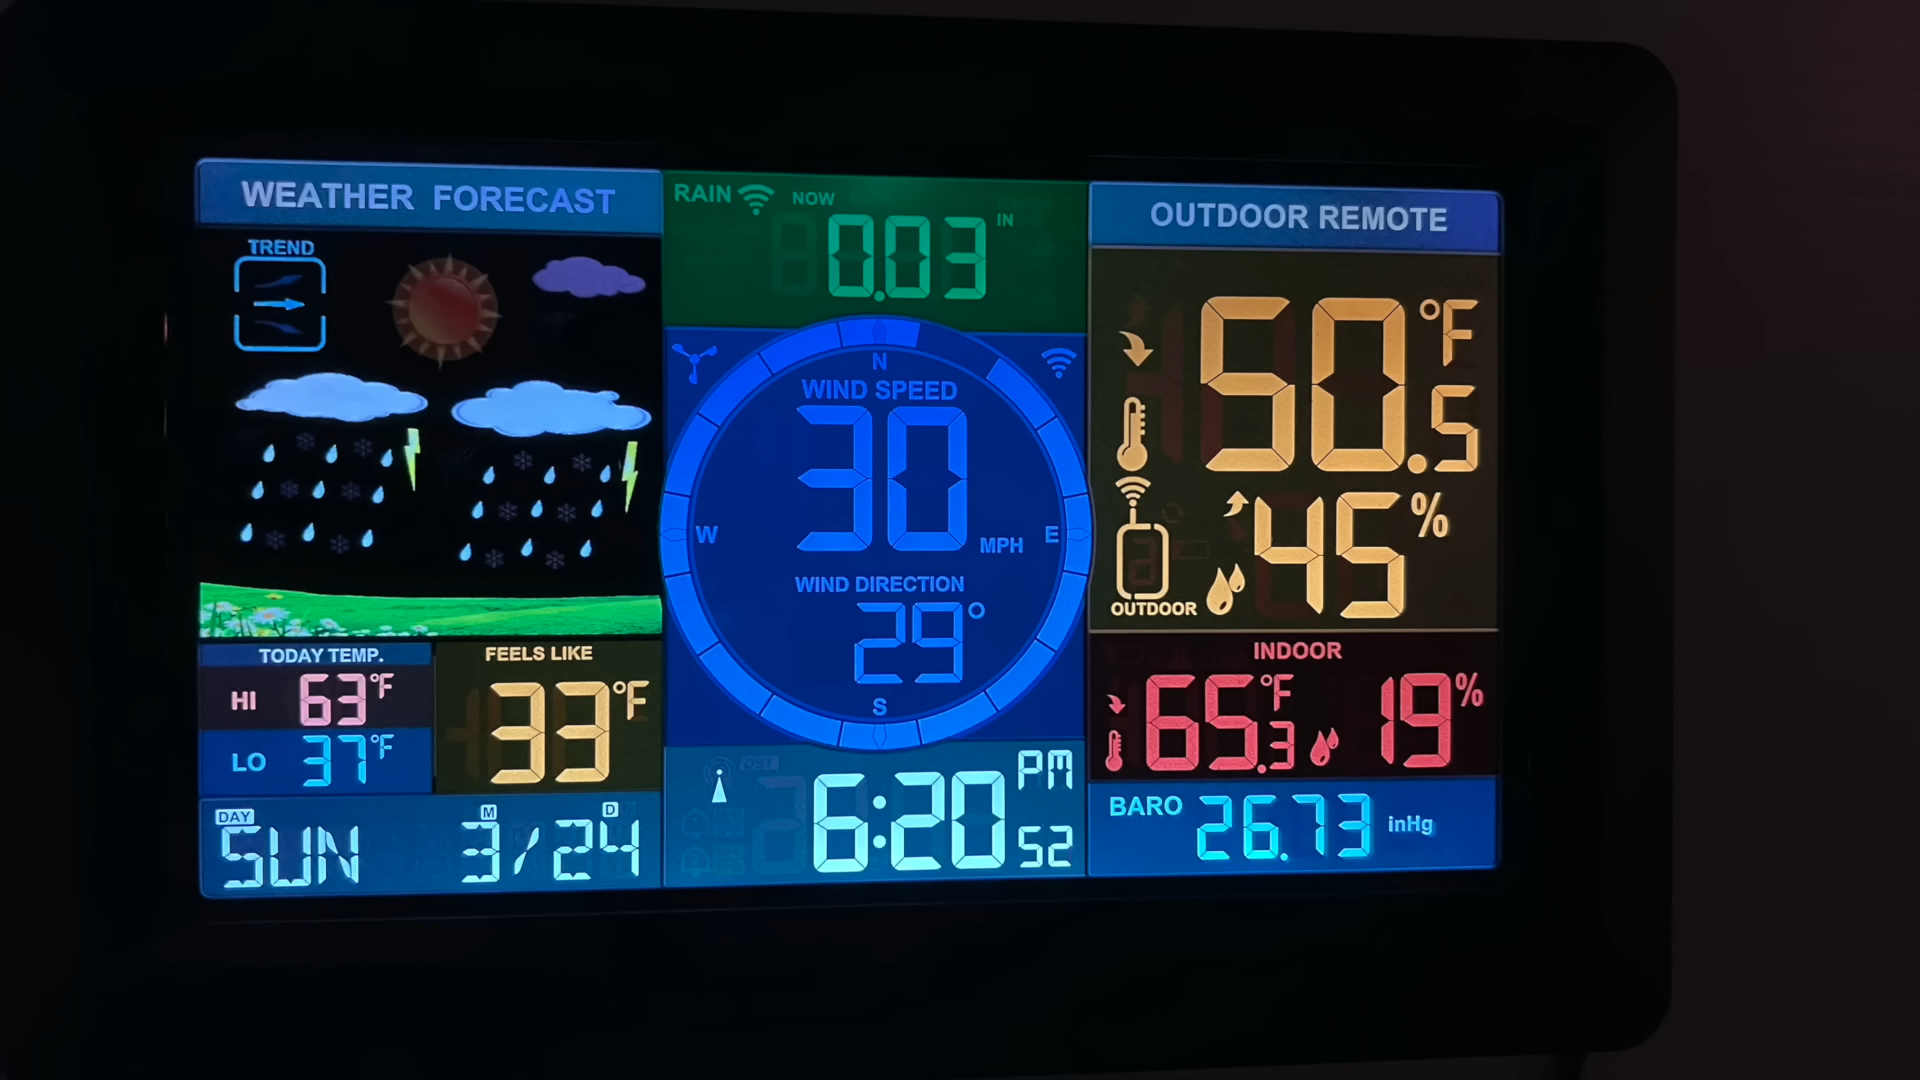 WEATHER FORECAST
TREND
TODAY TEMP.
HI 63°F
LO 37°F
FEELS LIKE
33°F
DAY M D
SUN 3/24
RAIN NOW
0.03 IN
N
WIND SPEED
30 MPH
W E
WIND DIRECTION
29°
S
DST
6:20 PM 52
OUTDOOR REMOTE
50.5 °F
45%
OUTDOOR
INDOOR
65.3 °F 19%
BARO 26.73 inHg